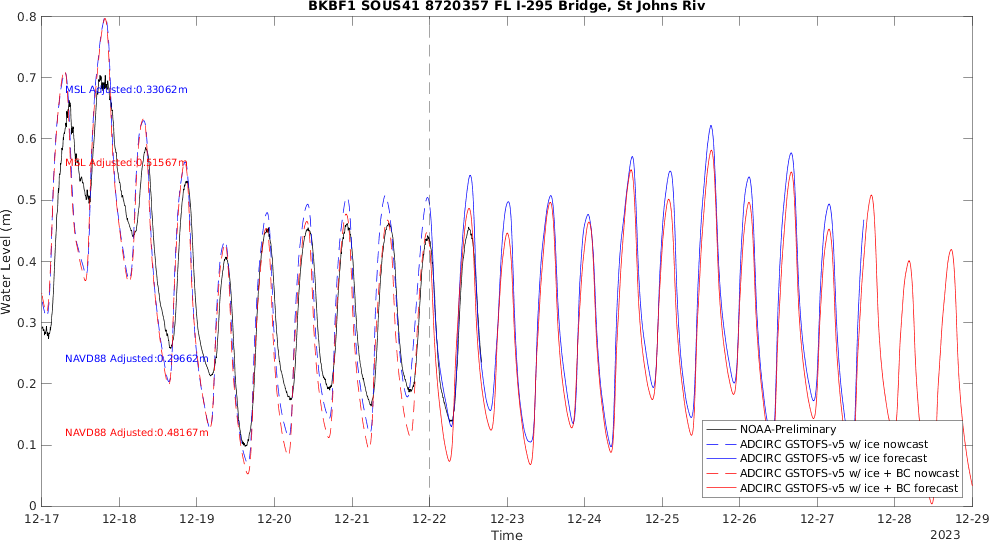 BKBF1 SOUS41 8720357 FL I-295 Bridge, St Johns Riv
0.8
0.7
0.6
0.5
0.4
0.3
0.2
0.1
0
Water Level (m)
MSL Adjusted:0.33062m
MSL Adjusted:0.51567m
NAVD88 Adjusted:0.29662m
NAVD88 Adjusted:0.48167m
NOAA-Preliminary
ADCIRC GSTOFS-v5 w/ ice nowcast
ADCIRC GSTOFS-v5 w/ ice forecast
ADCIRC GSTOFS-v5 w/ ice + BC nowcast
ADCIRC GSTOFS-v5 w/ ice + BC forecast
12-17 12-18 12-19 12-20 12-21 12-22 12-23 12-24 12-25 12-26 12-27 12-28 12-29
Time
2023